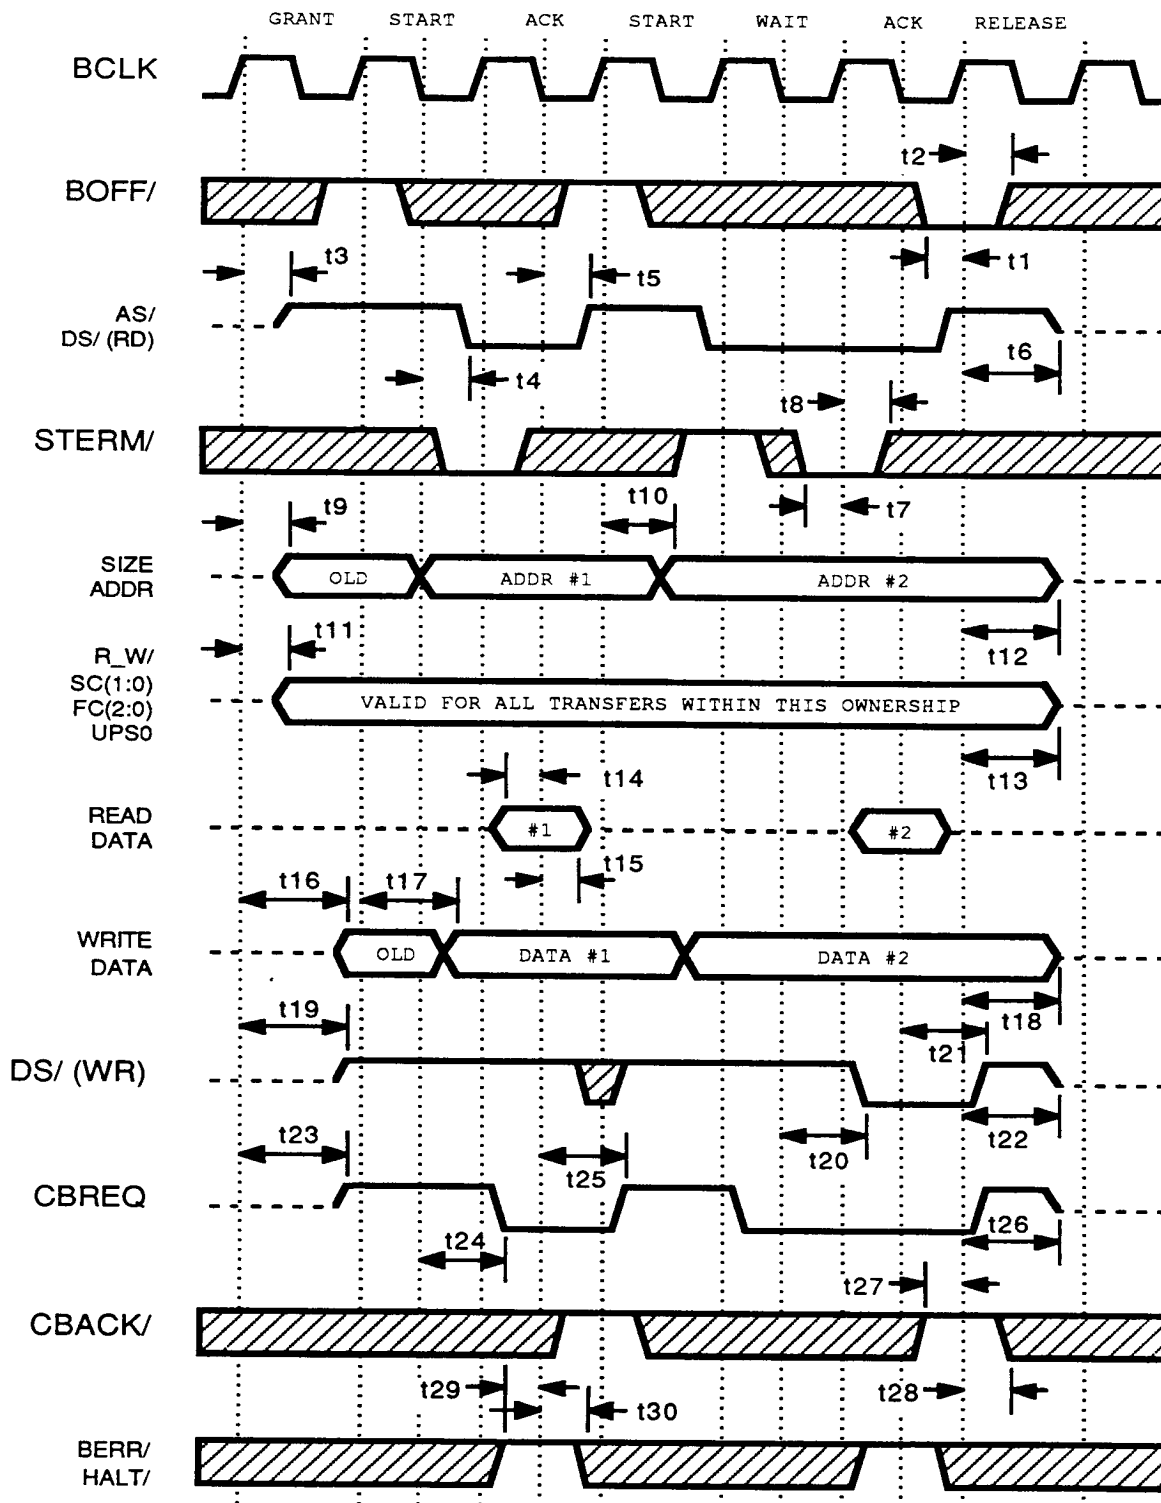 GRANT START ACK START WAIT ACK RELEASE
BCLK
t2
BOFF/
t3
t5
t1
AS/
DS/ (RD)
t4
t6
t8
STERM/
t9
t10
t7
SIZE
ADDR
OLD ADDR #1 ADDR #2
t11
t12
R_W/
SC(1:0)
FC(2:0)
UPS0
VALID FOR ALL TRANSFERS WITHIN THIS OWNERSHIP
t13
t14
READ
DATA
#1 #2
t15
t16 t17
WRITE
DATA
OLD DATA #1 DATA #2
t19
t18
t21
DS/ (WR)
t23
t22
t20
t25
CBREQ
t24
t26
t27
CBACK/
t29
t28
t30
BERR/
HALT/